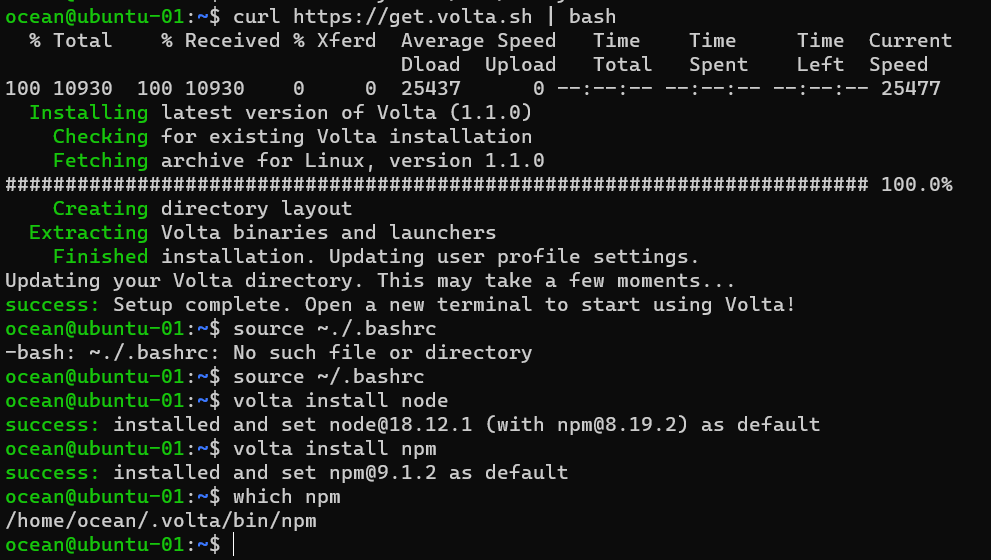 ocean@ubuntu-01:~$ curl https://get.volta.sh | bash
  % Total    % Received % Xferd  Average Speed   Time    Time     Time  Current
                                 Dload  Upload   Total   Spent    Left  Speed
100 10930  100 10930    0     0  25437      0 --:--:-- --:--:-- --:--:-- 25477
  Installing latest version of Volta (1.1.0)
    Checking for existing Volta installation
    Fetching archive for Linux, version 1.1.0
######################################################################## 100.0%
    Creating directory layout
  Extracting Volta binaries and launchers
    Finished installation. Updating user profile settings.
Updating your Volta directory. This may take a few moments...
success: Setup complete. Open a new terminal to start using Volta!
ocean@ubuntu-01:~$ source ~./.bashrc
-bash: ~./.bashrc: No such file or directory
ocean@ubuntu-01:~$ source ~/.bashrc
ocean@ubuntu-01:~$ volta install node
success: installed and set node@18.12.1 (with npm@8.19.2) as default
ocean@ubuntu-01:~$ volta install npm
success: installed and set npm@9.1.2 as default
ocean@ubuntu-01:~$ which npm
/home/ocean/.volta/bin/npm
ocean@ubuntu-01:~$